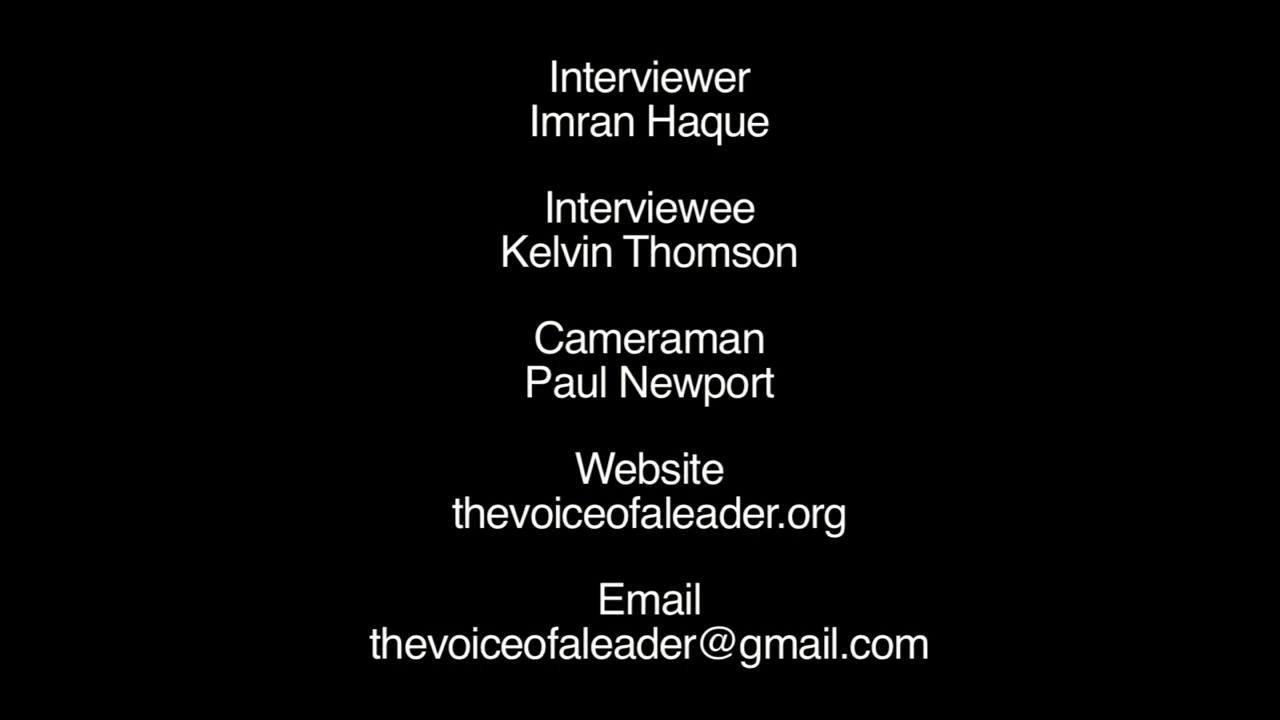 Interviewer
Imran Haque
Interviewee
Kelvin Thomson
Cameraman
Paul Newport
Website
thevoiceofaleader.org
Email
thevoiceofaleader@gmail.com